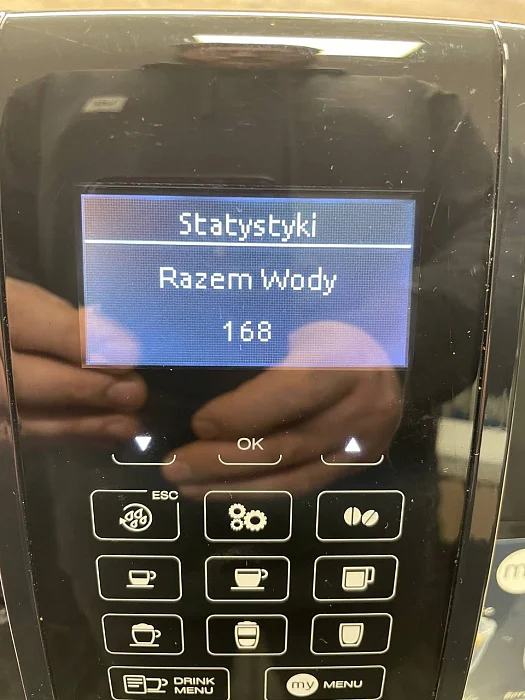 Statystyki
Razem Wody
168
OK
ESC
DRINK
MENU
my MENU